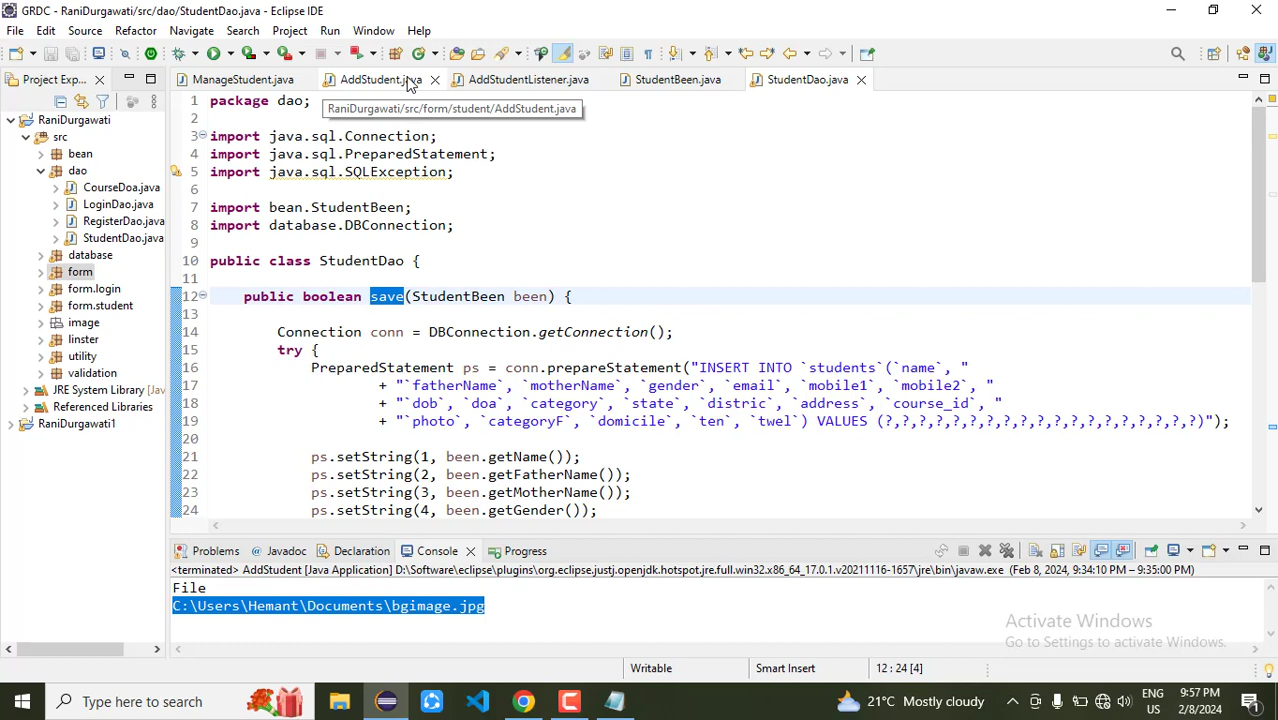 GRDC - RaniDurgawati/src/dao/StudentDao.java - Eclipse IDE
File Edit Source Refactor Navigate Search Project Run Window Help
Project Exp...
ManageStudent.java AddStudent.java AddStudentListener.java StudentBeen.java StudentDao.java
RaniDurgawati/src/form/student/AddStudent.java
RaniDurgawati
src
bean
dao
CourseDoa.java
LoginDao.java
RegisterDao.java
StudentDao.java
database
form
form.login
form.student
image
linster
utility
validation
JRE System Library [Jav
Referenced Libraries
RaniDurgawati1
1 package dao;
2
3 import java.sql.Connection;
4 import java.sql.PreparedStatement;
5 import java.sql.SQLException;
6
7 import bean.StudentBeen;
8 import database.DBConnection;
9
10 public class StudentDao {
11
12 public boolean save(StudentBeen been) {
13
14 Connection conn = DBConnection.getConnection();
15 try {
16 PreparedStatement ps = conn.prepareStatement("INSERT INTO `students`(`name`, "
17 + "`fatherName`, `motherName`, `gender`, `email`, `mobile1`, `mobile2`, "
18 + "`dob`, `doa`, `category`, `state`, `distric`, `address`, `course_id`, "
19 + "`photo`, `categoryF`, `domicile`, `ten`, `twel`) VALUES (?,?,?,?,?,?,?,?,?,?,?,?,?,?,?,?,?,?,?)");
20
21 ps.setString(1, been.getName());
22 ps.setString(2, been.getFatherName());
23 ps.setString(3, been.getMotherName());
24 ps.setString(4, been.getGender());
Problems Javadoc Declaration Console Progress
<terminated> AddStudent [Java Application] D:\Software\eclipse\plugins\org.eclipse.justj.openjdk.hotspot.jre.full.win32.x86_64_17.0.1.v20211116-1657\jre\bin\javaw.exe (Feb 8, 2024, 9:34:10 PM – 9:35:00 PM)
File
C:\Users\Hemant\Documents\bgimage.jpg
Activate Windows
Go to Settings to activate Windows.
Writable Smart Insert 12 : 24 [4]
Type here to search
21°C Mostly cloudy
ENG
US
9:57 PM
2/8/2024
1